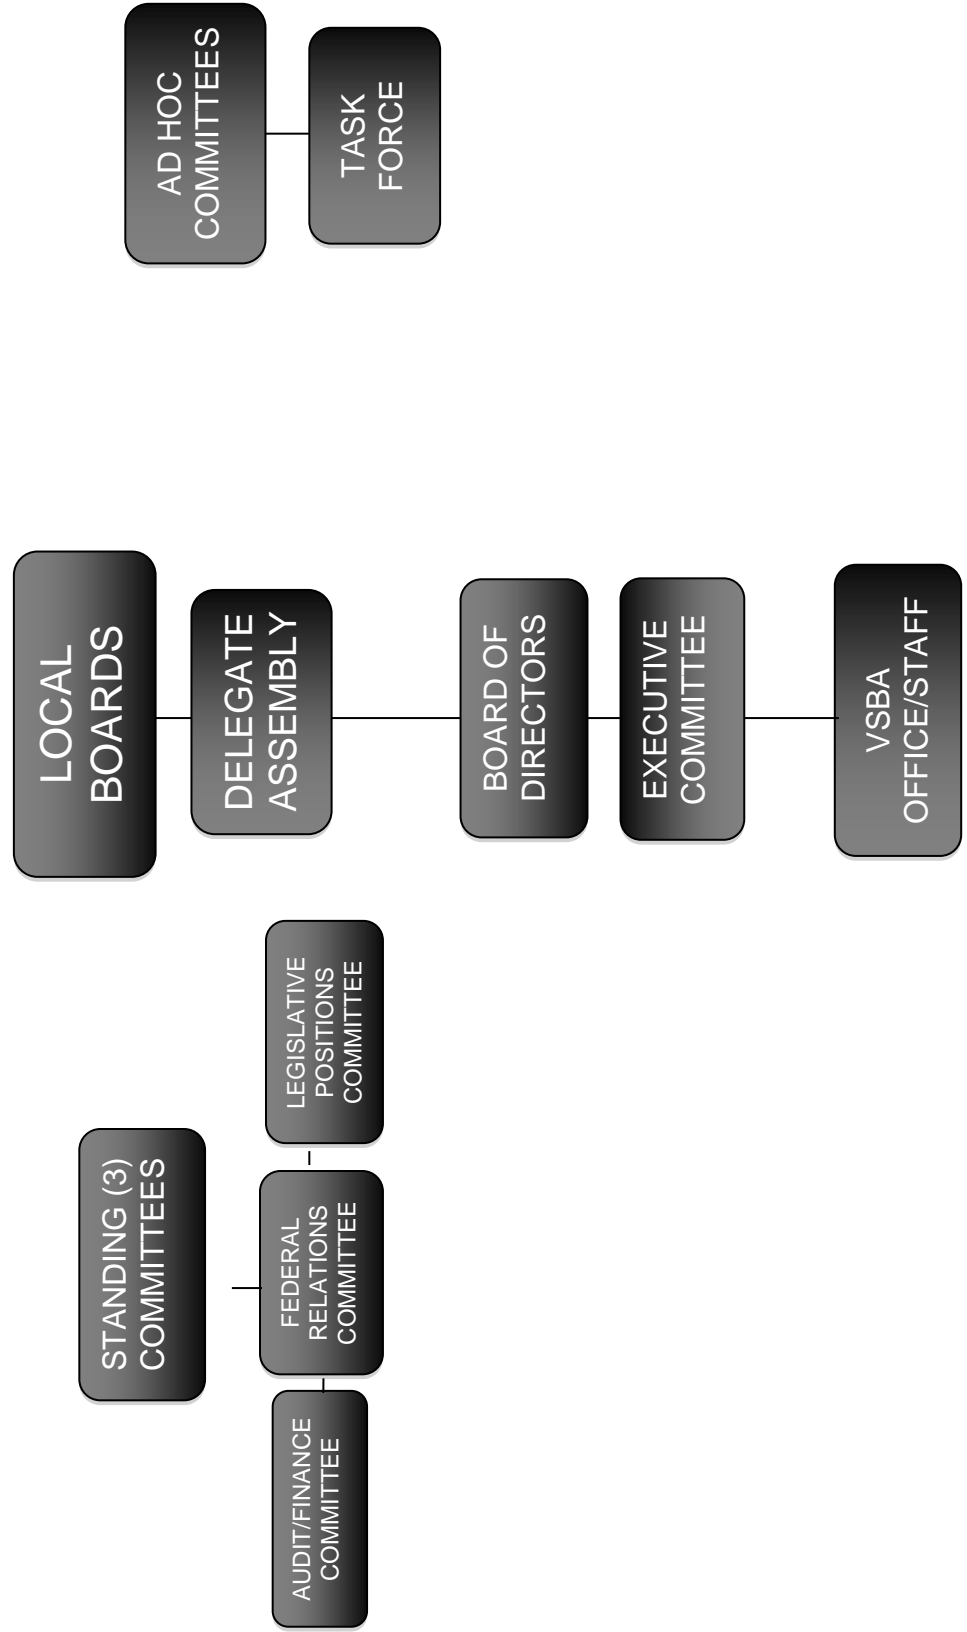 STANDING (3)
COMMITTEES
AUDIT/FINANCE
COMMITTEE
FEDERAL
RELATIONS
COMMITTEE
LEGISLATIVE
POSITIONS
COMMITTEE
LOCAL
BOARDS
DELEGATE
ASSEMBLY
BOARD OF
DIRECTORS
EXECUTIVE
COMMITTEE
VSBA
OFFICE/STAFF
AD HOC
COMMITTEES
TASK
FORCE